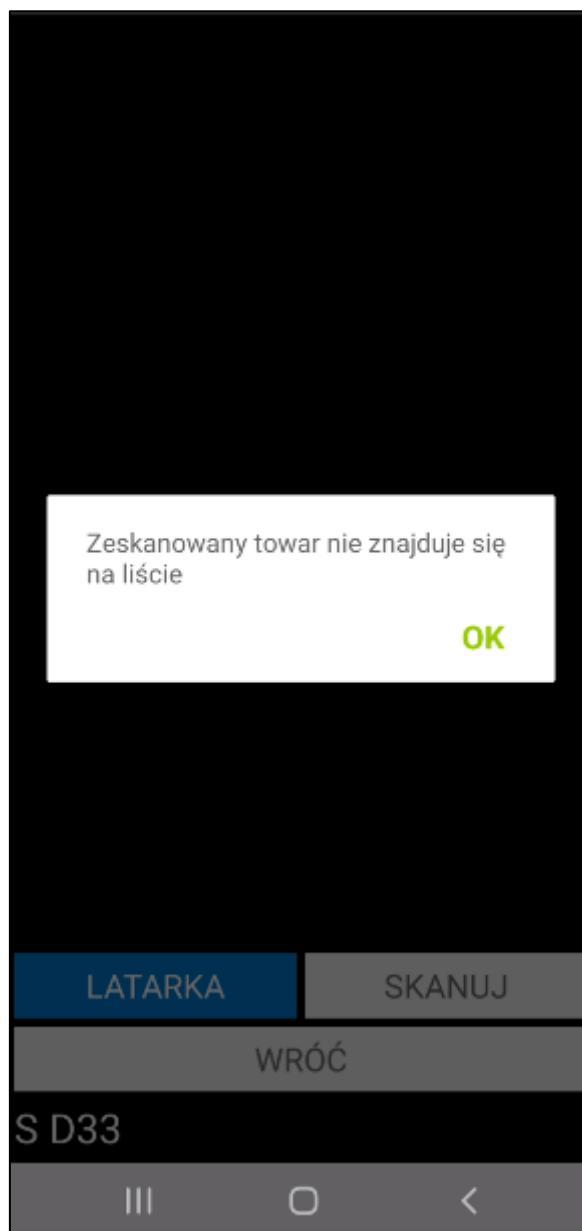 Zeskanowany towar nie znajduje się
na liście
OK
LATARKA SKANUJ
WRÓĆ
S D33